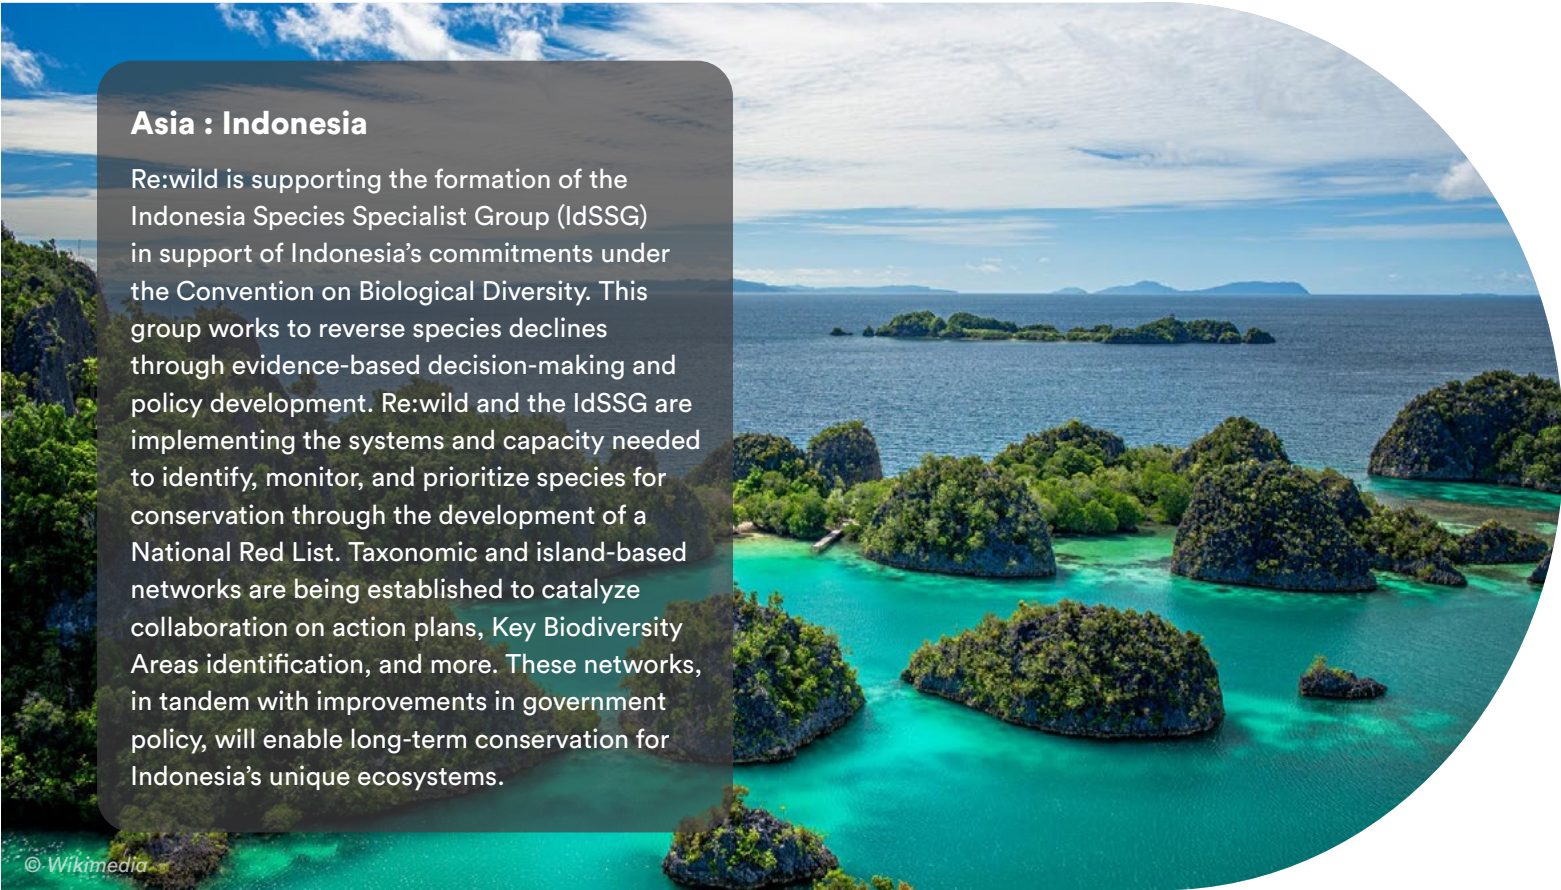 Asia : Indonesia
Re:wild is supporting the formation of the
Indonesia Species Specialist Group (IdSSG)
in support of Indonesia’s commitments under
the Convention on Biological Diversity. This
group works to reverse species declines
through evidence-based decision-making and
policy development. Re:wild and the IdSSG are
implementing the systems and capacity needed
to identify, monitor, and prioritize species for
conservation through the development of a
National Red List. Taxonomic and island-based
networks are being established to catalyze
collaboration on action plans, Key Biodiversity
Areas identification, and more. These networks,
in tandem with improvements in government
policy, will enable long-term conservation for
Indonesia’s unique ecosystems.
© Wikimedia